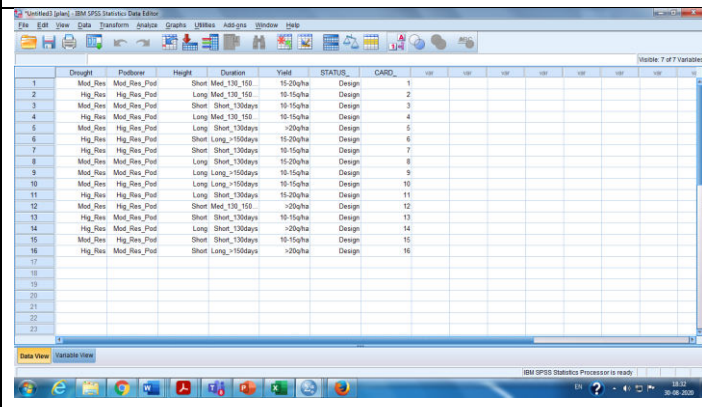 *Untitled3 [plan] - IBM SPSS Statistics Data Editor
File Edit View Data Transform Analyze Graphs Utilities Add-ons Window Help
Visible: 7 of 7 Variables
Drought Podborer Height Duration Yield STATUS_ CARD_ var var var var var var
1 Mod_Res Mod_Res_Pod Short Med_130_150... 15-20q/ha Design 1
2 Hig_Res Mod_Res_Pod Long Med_130_150... 10-15q/ha Design 2
3 Mod_Res Mod_Res_Pod Short Short_130days 10-15q/ha Design 3
4 Mod_Res Hig_Res_Pod Long Med_130_150... 10-15q/ha Design 4
5 Mod_Res Hig_Res_Pod Long Short_130days >20q/ha Design 5
6 Hig_Res Hig_Res_Pod Short Long_>150days 15-20q/ha Design 6
7 Hig_Res Hig_Res_Pod Short Short_130days 10-15q/ha Design 7
8 Mod_Res Mod_Res_Pod Long Short_130days 15-20q/ha Design 8
9 Mod_Res Mod_Res_Pod Long Long_>150days 10-15q/ha Design 9
10 Mod_Res Hig_Res_Pod Long Long_>150days 10-15q/ha Design 10
11 Hig_Res Hig_Res_Pod Long Short_130days 15-20q/ha Design 11
12 Mod_Res Hig_Res_Pod Short Med_130_150... >20q/ha Design 12
13 Hig_Res Mod_Res_Pod Short Short_130days 10-15q/ha Design 13
14 Hig_Res Mod_Res_Pod Long Short_130days >20q/ha Design 14
15 Mod_Res Hig_Res_Pod Short Short_130days 10-15q/ha Design 15
16 Hig_Res Mod_Res_Pod Short Long_>150days >20q/ha Design 16
17
18
19
20
21
22
23
Data View Variable View
IBM SPSS Statistics Processor is ready
EN 18:32
30-08-2020